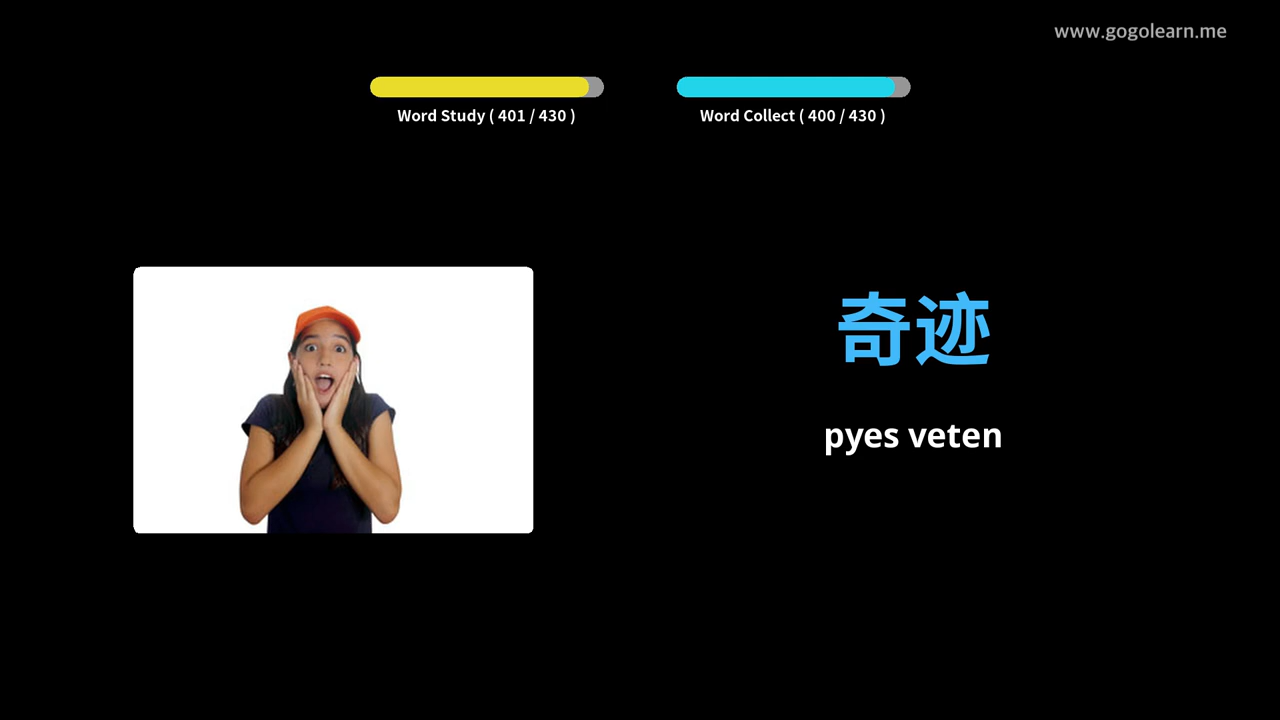 www.gogolearn.me
Word Study ( 401 / 430 )
Word Collect ( 400 / 430 )
奇迹
pyes veten